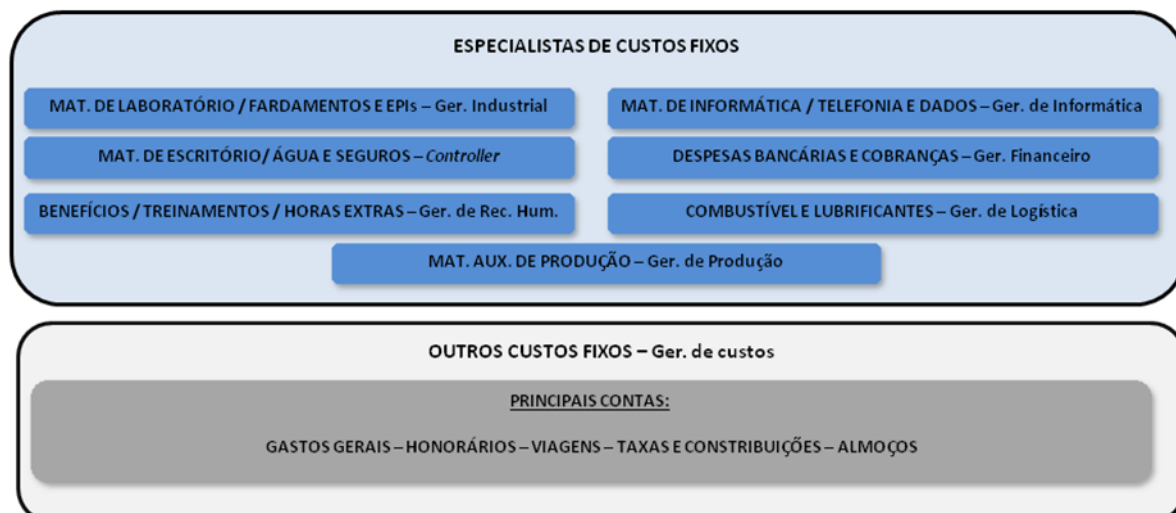 ESPECIALISTAS DE CUSTOS FIXOS
MAT. DE LABORATÓRIO / FARDAMENTOS E EPIs – Ger. Industrial
MAT. DE INFORMÁTICA / TELEFONIA E DADOS – Ger. de Informática
MAT. DE ESCRITÓRIO/ ÁGUA E SEGUROS – Controller
DESPESAS BANCÁRIAS E COBRANÇAS – Ger. Financeiro
BENEFÍCIOS / TREINAMENTOS / HORAS EXTRAS – Ger. de Rec. Hum.
COMBUSTÍVEL E LUBRIFICANTES – Ger. de Logística
MAT. AUX. DE PRODUÇÃO – Ger. de Produção
OUTROS CUSTOS FIXOS – Ger. de custos
PRINCIPAIS CONTAS:
GASTOS GERAIS – HONORÁRIOS – VIAGENS – TAXAS E CONSTRIBUIÇÕES – ALMOÇOS